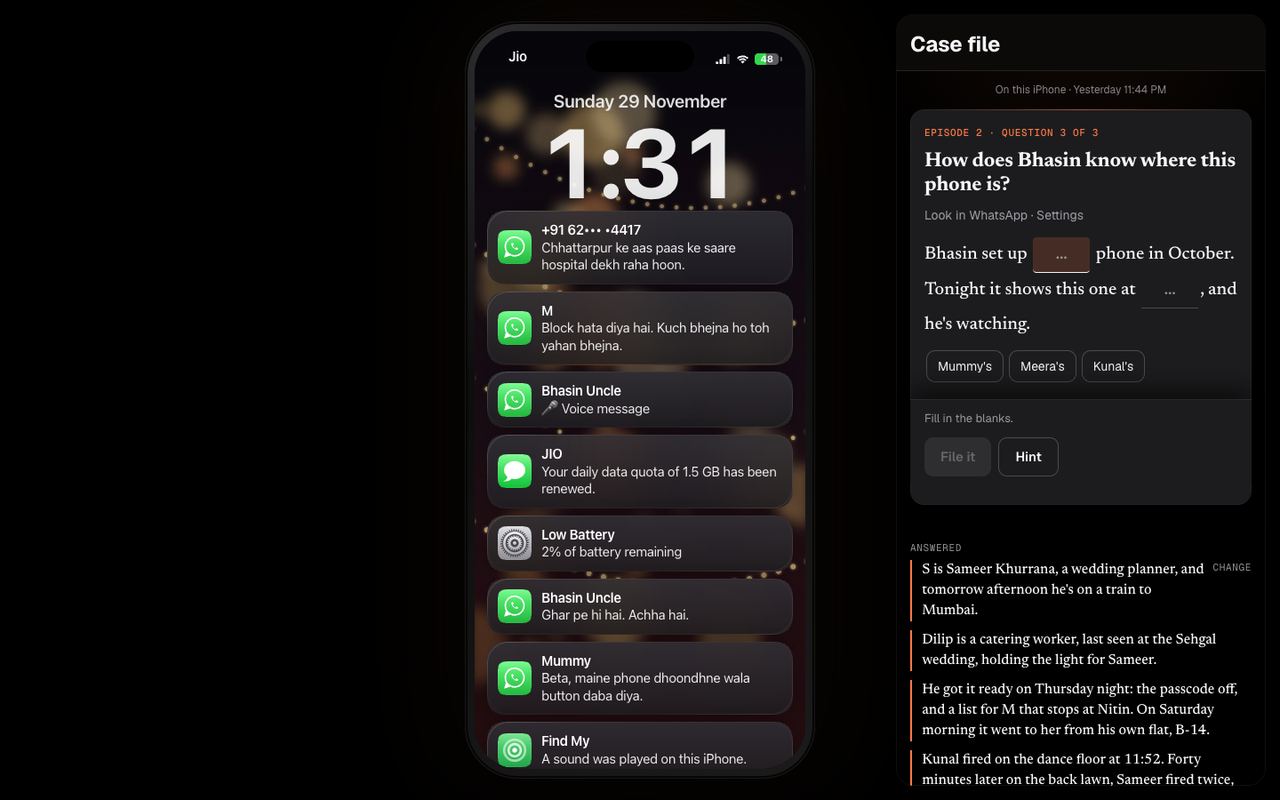 Jio
48
Sunday 29 November
1:31
+91 62••• •4417
Chhattarpur ke aas paas ke saare
hospital dekh raha hoon.
M
Block hata diya hai. Kuch bhejna ho toh
yahan bhejna.
Bhasin Uncle
🎤 Voice message
JIO
Your daily data quota of 1.5 GB has been
renewed.
Low Battery
2% of battery remaining
Bhasin Uncle
Ghar pe hi hai. Achha hai.
Mummy
Beta, maine phone dhoondhne wala
button daba diya.
Find My
A sound was played on this iPhone.
Case file
On this iPhone · Yesterday 11:44 PM
EPISODE 2 · QUESTION 3 OF 3
How does Bhasin know where this
phone is?
Look in WhatsApp · Settings
Bhasin set up ... phone in October.
Tonight it shows this one at ... , and
he's watching.
Mummy's
Meera's
Kunal's
Fill in the blanks.
File it
Hint
ANSWERED
S is Sameer Khurrana, a wedding planner, and
tomorrow afternoon he's on a train to
Mumbai.
CHANGE
Dilip is a catering worker, last seen at the Sehgal
wedding, holding the light for Sameer.
He got it ready on Thursday night: the passcode off,
and a list for M that stops at Nitin. On Saturday
morning it went to her from his own flat, B-14.
Kunal fired on the dance floor at 11:52. Forty
minutes later on the back lawn, Sameer fired twice,